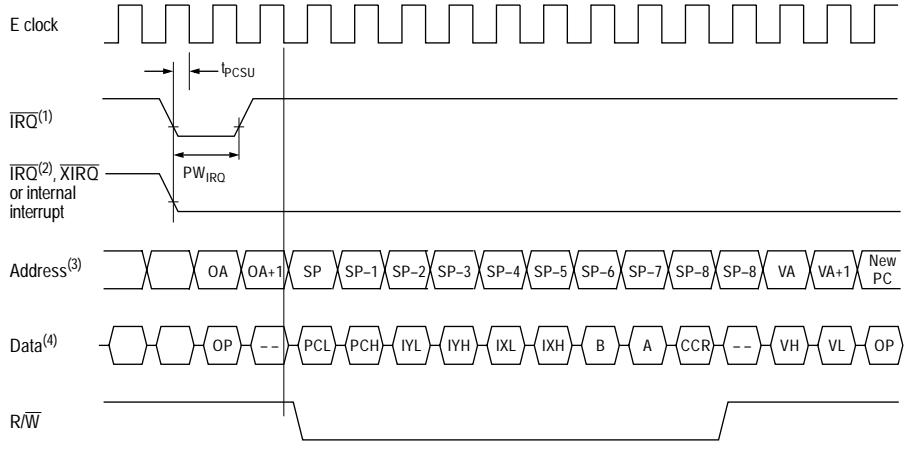 E clock
tPCSU
IRQ(1)
PWIRQ
IRQ(2), XIRQ
or internal
interrupt
Address(3)
OA OA+1 SP SP–1 SP–2 SP–3 SP–4 SP–5 SP–6 SP–7 SP–8 SP–8 VA VA+1 New
PC
Data(4)
OP – – PCL PCH IYL IYH IXL IXH B A CCR – – VH VL OP
R/W